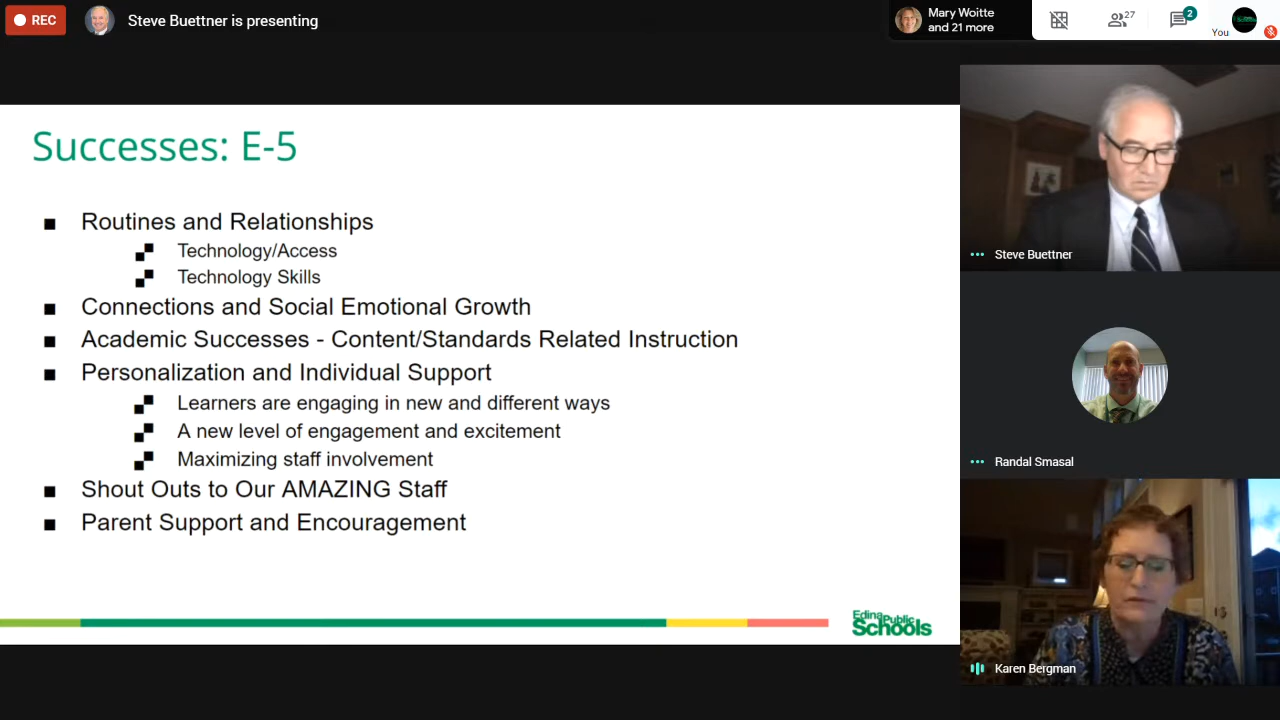 REC
Steve Buettner is presenting
Mary Woitte
and 21 more
27
2
You
Successes: E-5
Routines and Relationships
Technology/Access
Technology Skills
Connections and Social Emotional Growth
Academic Successes - Content/Standards Related Instruction
Personalization and Individual Support
Learners are engaging in new and different ways
A new level of engagement and excitement
Maximizing staff involvement
Shout Outs to Our AMAZING Staff
Parent Support and Encouragement
Edina Public
Schools
Steve Buettner
Randal Smasal
Karen Bergman